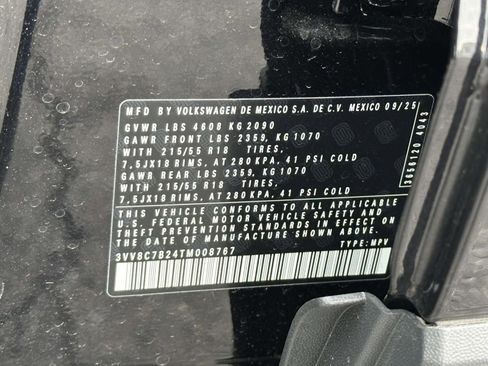 MFD BY VOLKSWAGEN DE MEXICO S.A. DE C.V. MEXICO 09/25
GVWR LBS 4608 KG 2090
GAWR FRONT LBS 2359, KG 1070
WITH 215/55 R18 TIRES,
7,5JX18 RIMS, AT 280 KPA, 41 PSI COLD
GAWR REAR LBS 2359, KG 1070
WITH 215/55 R18 TIRES,
7,5JX18 RIMS, AT 280 KPA, 41 PSI COLD
THIS VEHICLE CONFORMS TO ALL APPLICABLE
U.S. FEDERAL MOTOR VEHICLE SAFETY AND
THEFT PREVENTION STANDARDS IN EFFECT ON
THE DATE OF MANUFACTURE SHOWN ABOVE
3VV8C7B24TM008767 TYPE: MPV
3656120 4043